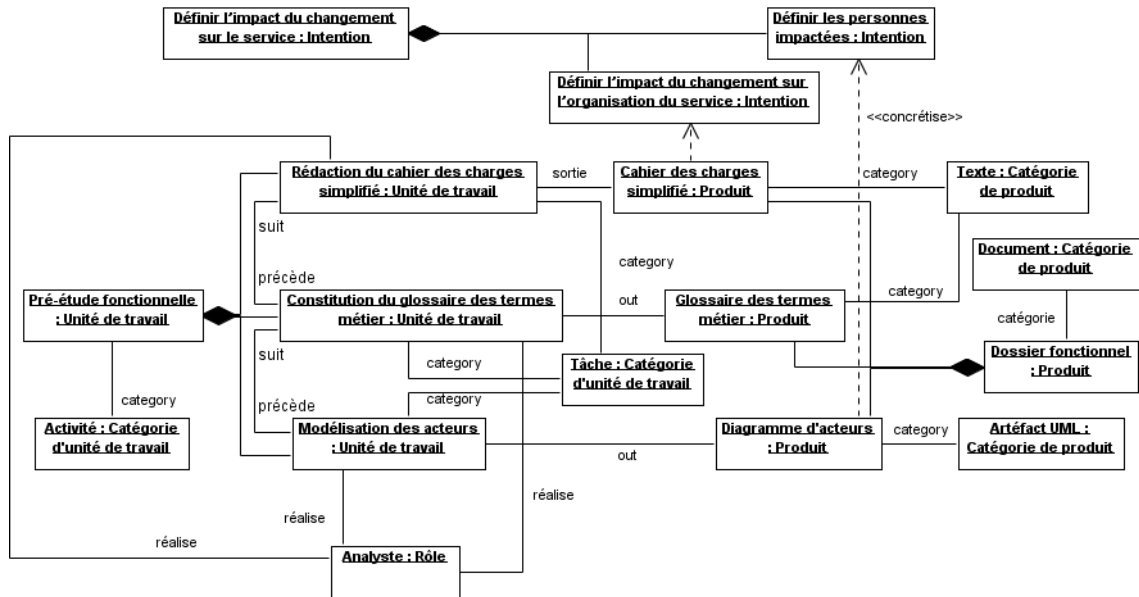 Définir l'impact du changement
sur le service : Intention
Définir les personnes
impactées : Intention
Définir l'impact du changement sur
l'organisation du service : Intention
<<concrétise>>
Rédaction du cahier des charges
simplifié : Unité de travail
sortie
Cahier des charges
simplifié : Produit
category
Texte : Catégorie
de produit
suit
Document : Catégorie
de produit
category
précède
Pré-étude fonctionnelle
: Unité de travail
Constitution du glossaire des termes
métier : Unité de travail
out
Glossaire des termes
métier : Produit
category
catégorie
suit
category
Tâche : Catégorie
d'unité de travail
Dossier fonctionnel
: Produit
category
précède
category
Activité : Catégorie
d'unité de travail
Modélisation des acteurs
: Unité de travail
out
Diagramme d'acteurs
: Produit
category
Artéfact UML :
Catégorie de produit
réalise
réalise
réalise
Analyste : Rôle